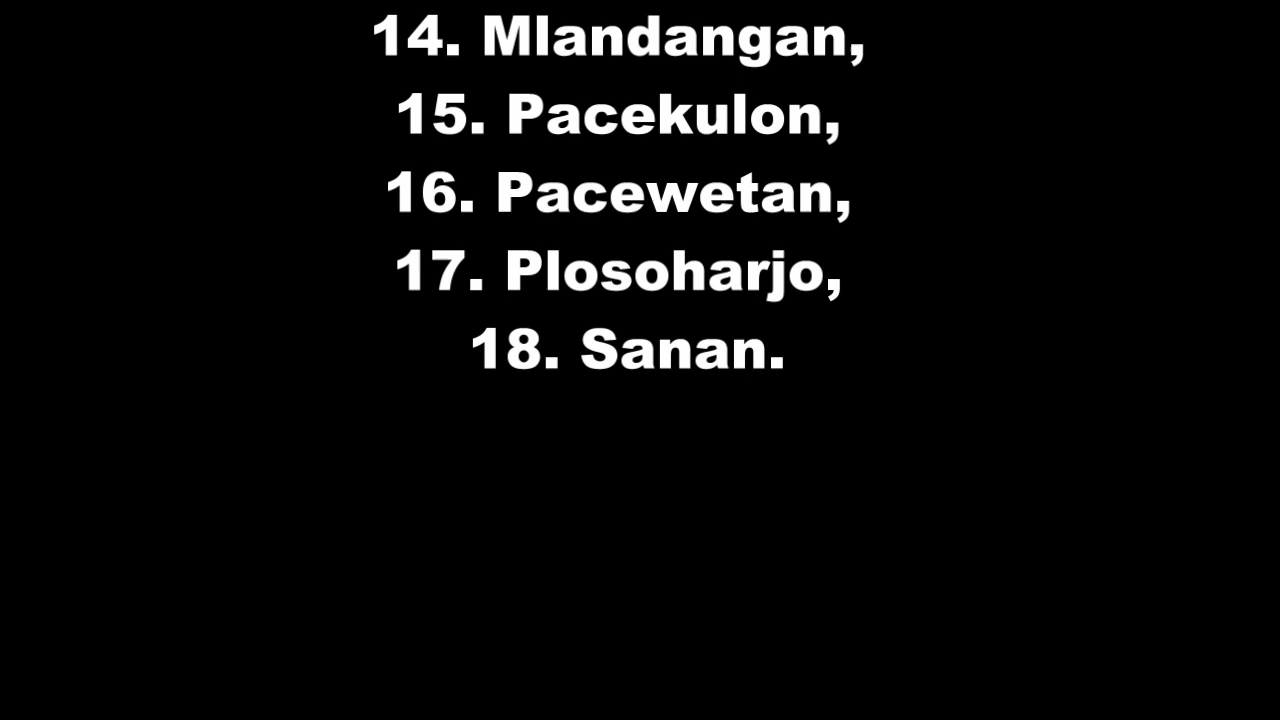 14. Mlandangan,
15. Pacekulon,
16. Pacewetan,
17. Plosoharjo,
18. Sanan.